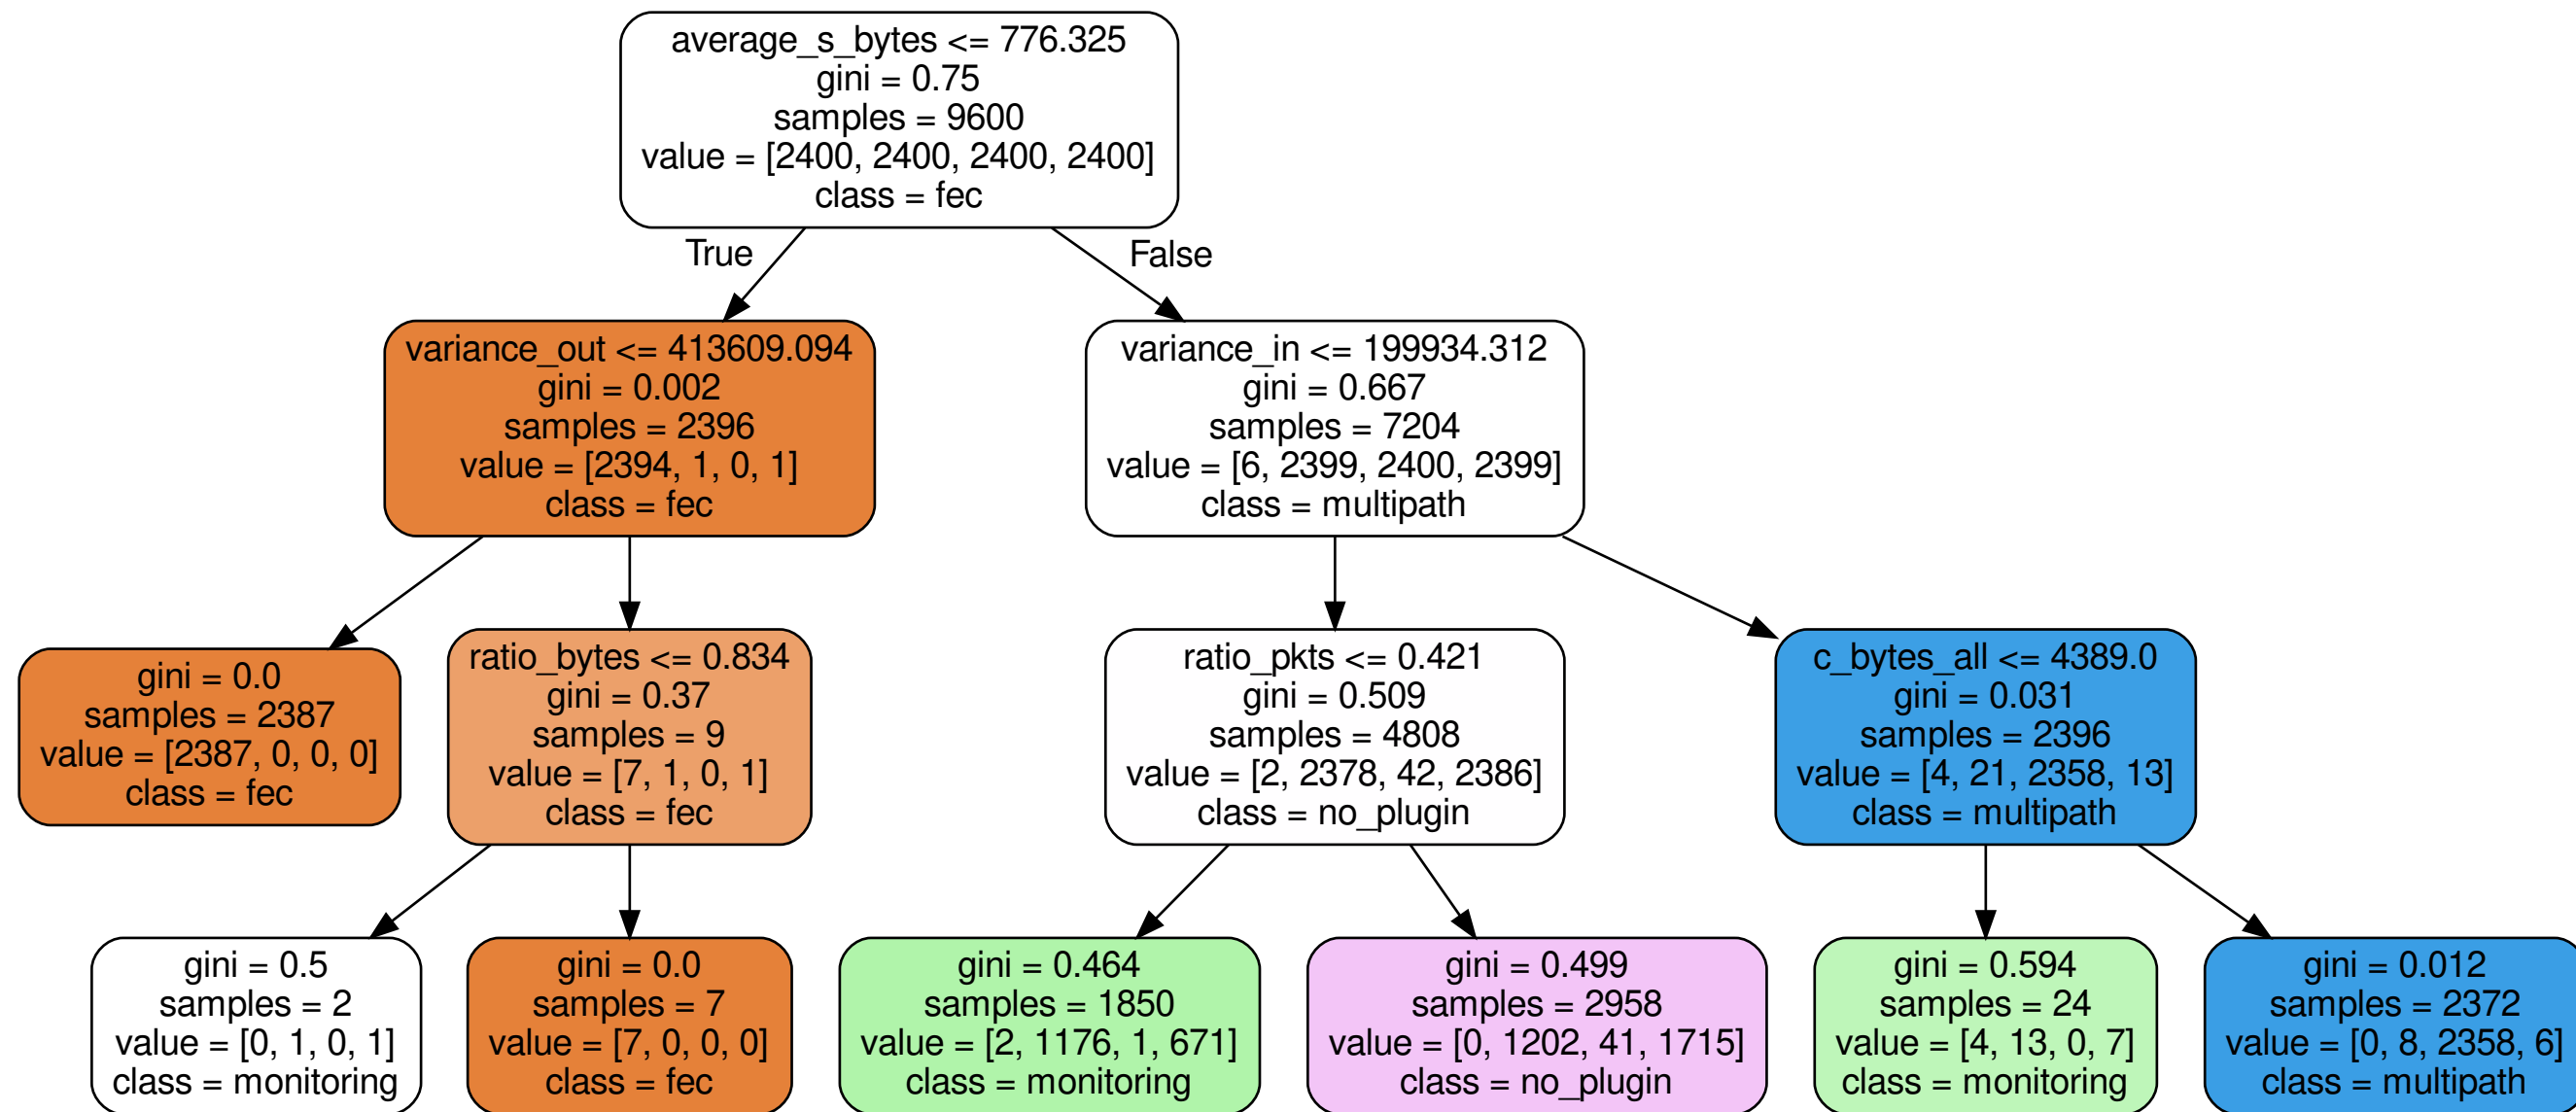 average_s_bytes <= 776.325
gini = 0.75
samples = 9600
value = [2400, 2400, 2400, 2400]
class = fec
True
False
variance_out <= 413609.094
gini = 0.002
samples = 2396
value = [2394, 1, 0, 1]
class = fec
variance_in <= 199934.312
gini = 0.667
samples = 7204
value = [6, 2399, 2400, 2399]
class = multipath
gini = 0.0
samples = 2387
value = [2387, 0, 0, 0]
class = fec
ratio_bytes <= 0.834
gini = 0.37
samples = 9
value = [7, 1, 0, 1]
class = fec
ratio_pkts <= 0.421
gini = 0.509
samples = 4808
value = [2, 2378, 42, 2386]
class = no_plugin
c_bytes_all <= 4389.0
gini = 0.031
samples = 2396
value = [4, 21, 2358, 13]
class = multipath
gini = 0.5
samples = 2
value = [0, 1, 0, 1]
class = monitoring
gini = 0.0
samples = 7
value = [7, 0, 0, 0]
class = fec
gini = 0.464
samples = 1850
value = [2, 1176, 1, 671]
class = monitoring
gini = 0.499
samples = 2958
value = [0, 1202, 41, 1715]
class = no_plugin
gini = 0.594
samples = 24
value = [4, 13, 0, 7]
class = monitoring
gini = 0.012
samples = 2372
value = [0, 8, 2358, 6]
class = multipath